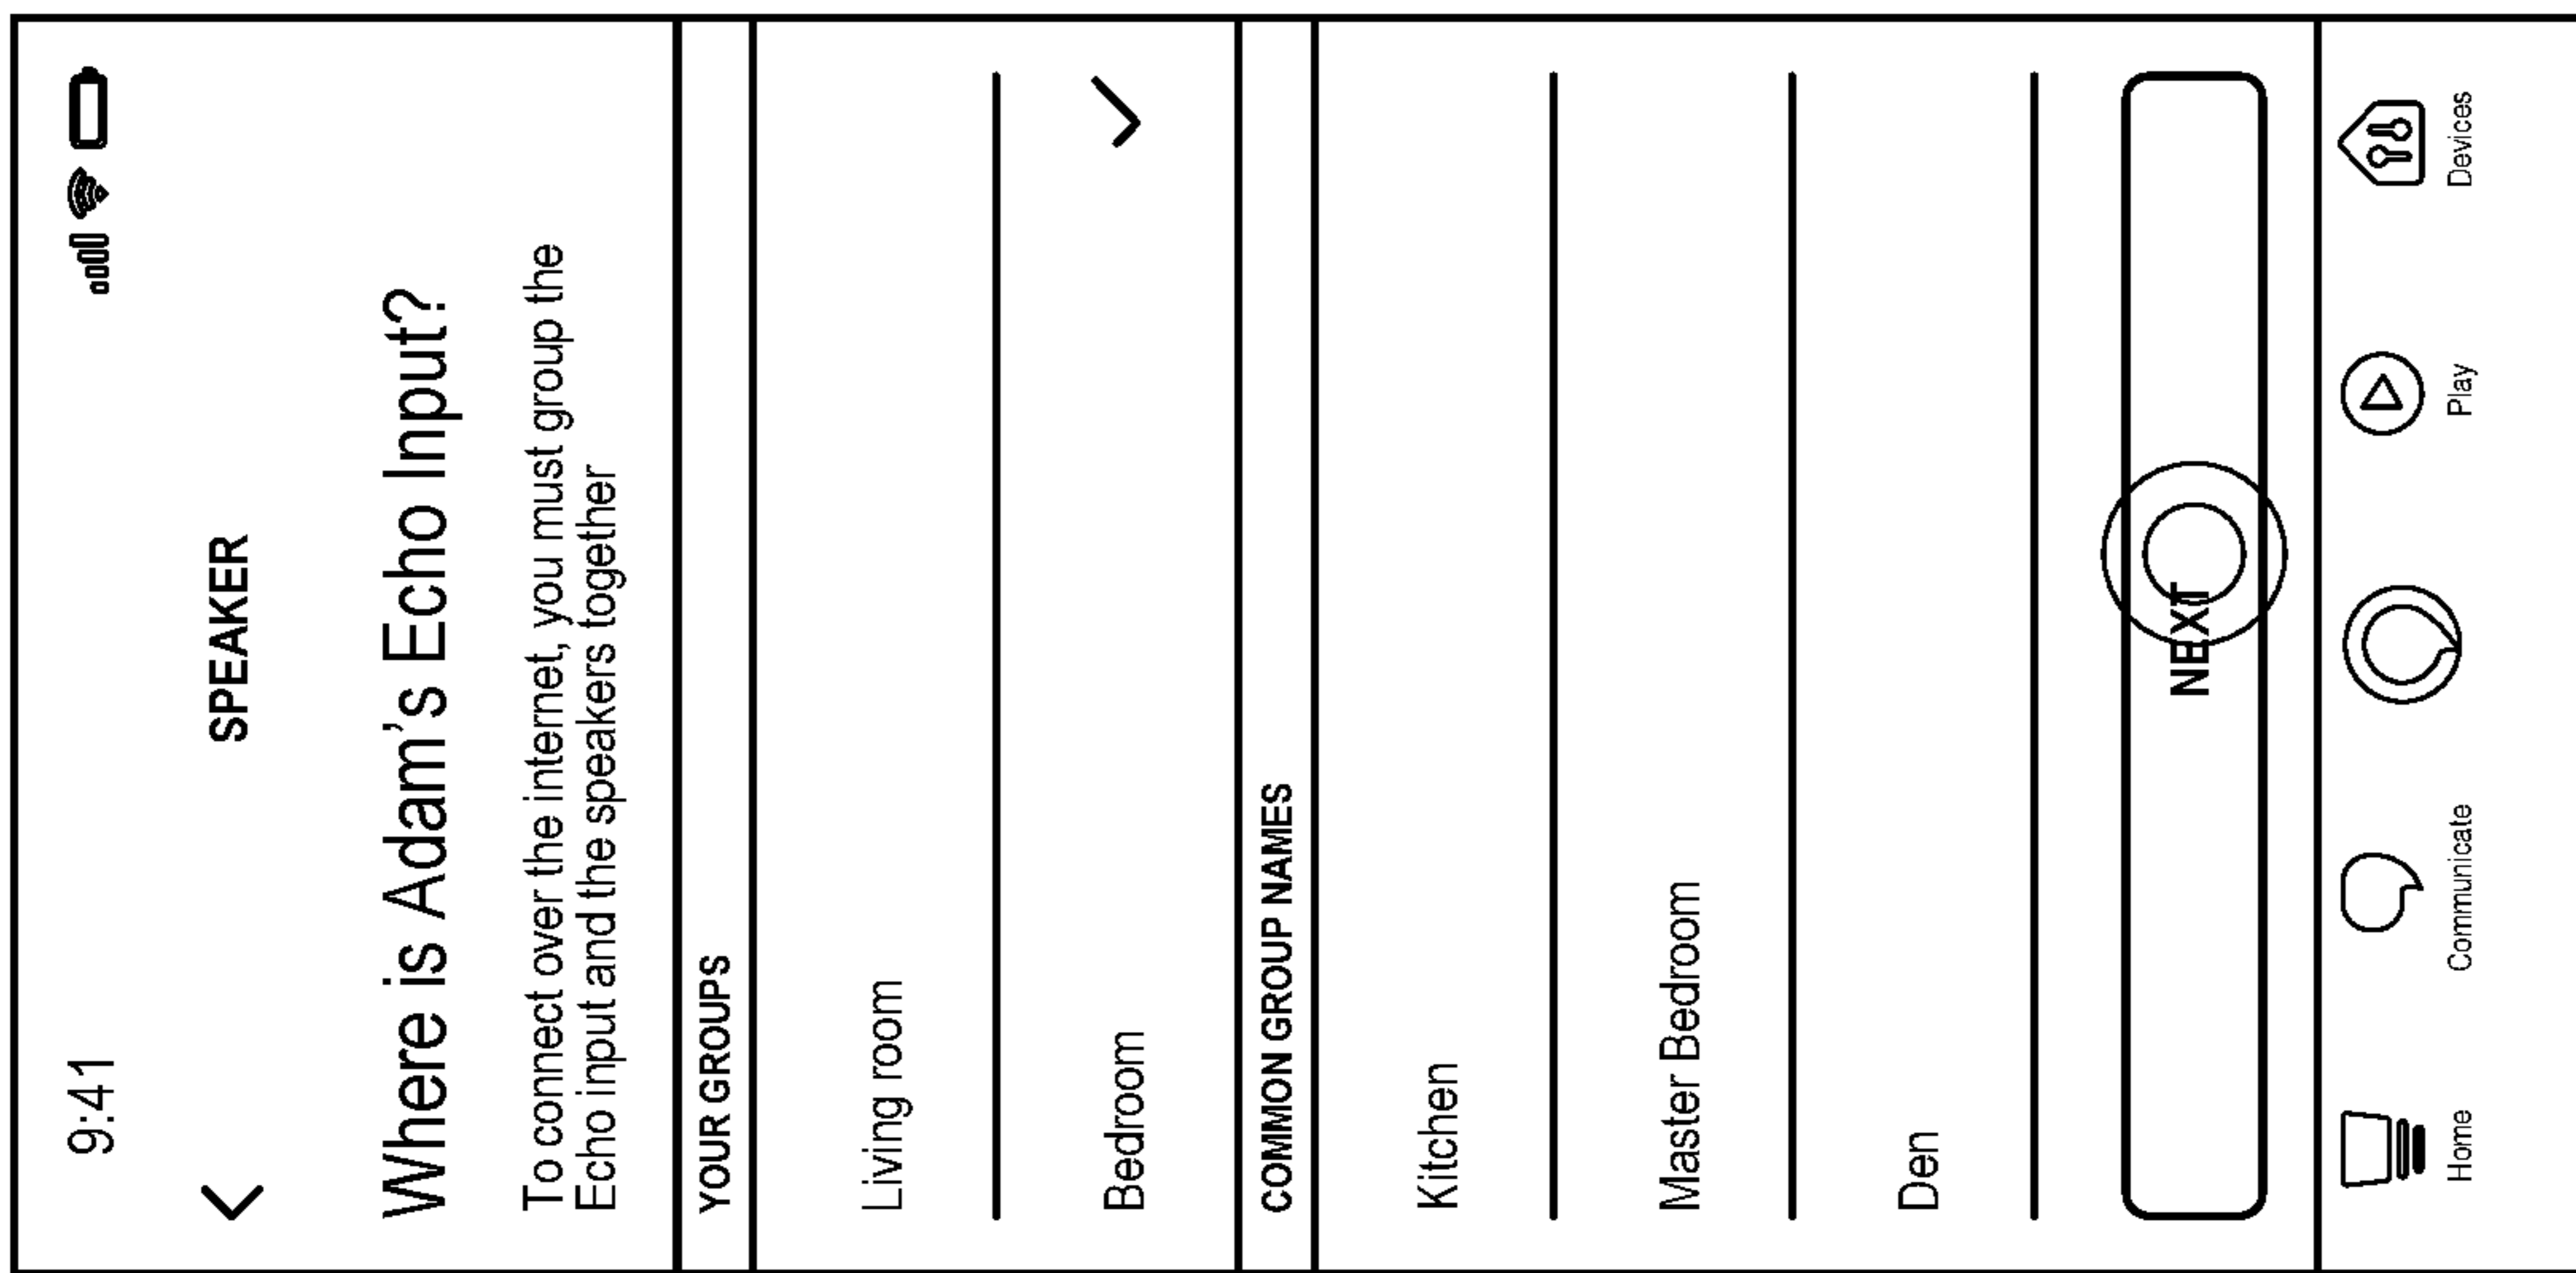 9:41
SPEAKER
Where is Adam's Echo Input?
To connect over the internet, you must group the
Echo input and the speakers together
YOUR GROUPS
Living room
Bedroom
COMMON GROUP NAMES
Kitchen
Master Bedroom
Den
NEXT
Home
Communicate
Play
Devices